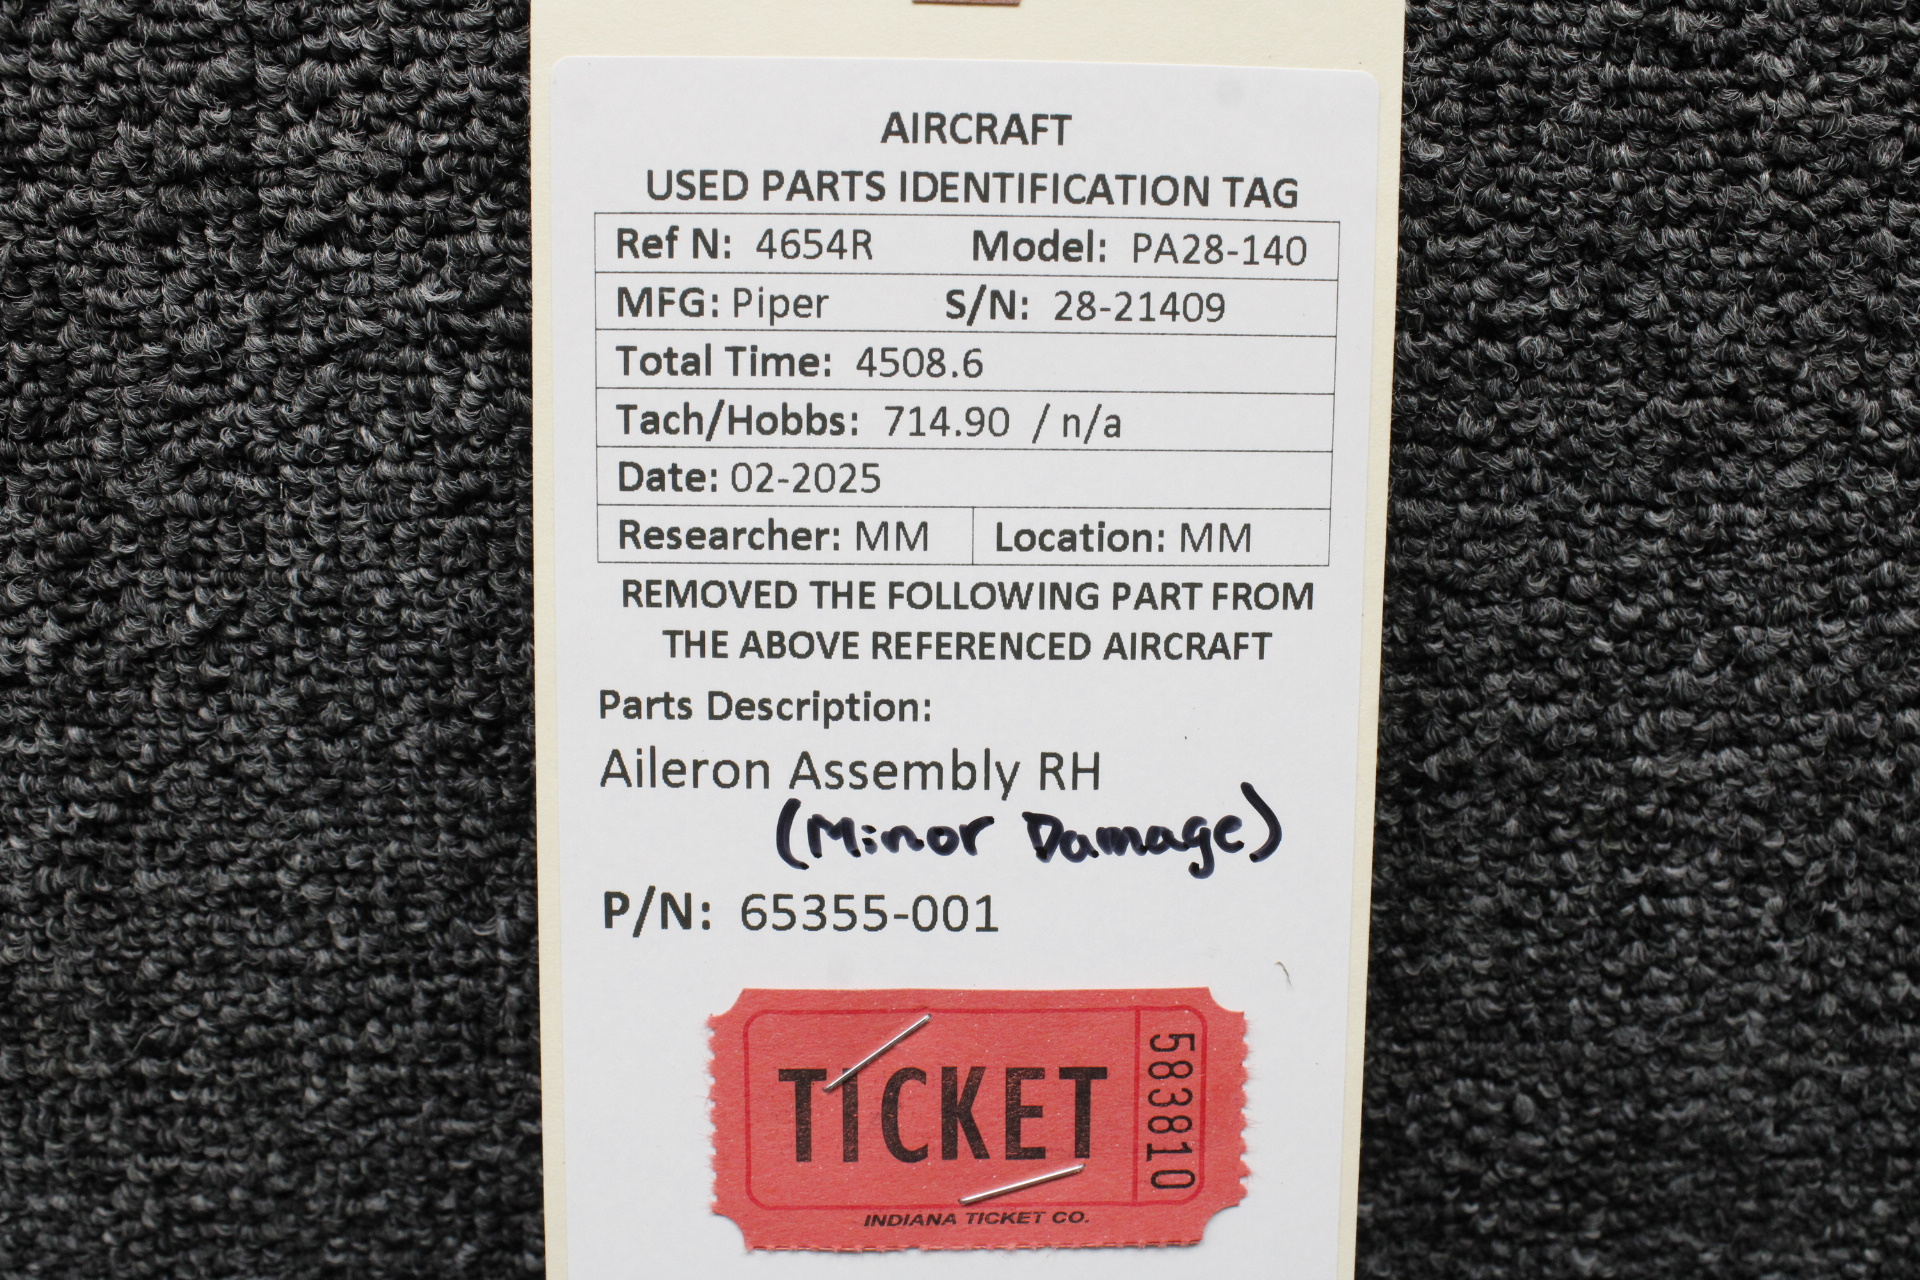 AIRCRAFT
USED PARTS IDENTIFICATION TAG
Ref N: 4654R Model: PA28-140
MFG: Piper S/N: 28-21409
Total Time: 4508.6
Tach/Hobbs: 714.90 / n/a
Date: 02-2025
Researcher: MM Location: MM
REMOVED THE FOLLOWING PART FROM
THE ABOVE REFERENCED AIRCRAFT
Parts Description:
Aileron Assembly RH
(Minor Damage)
P/N: 65355-001
TICKET
583810
INDIANA TICKET CO.